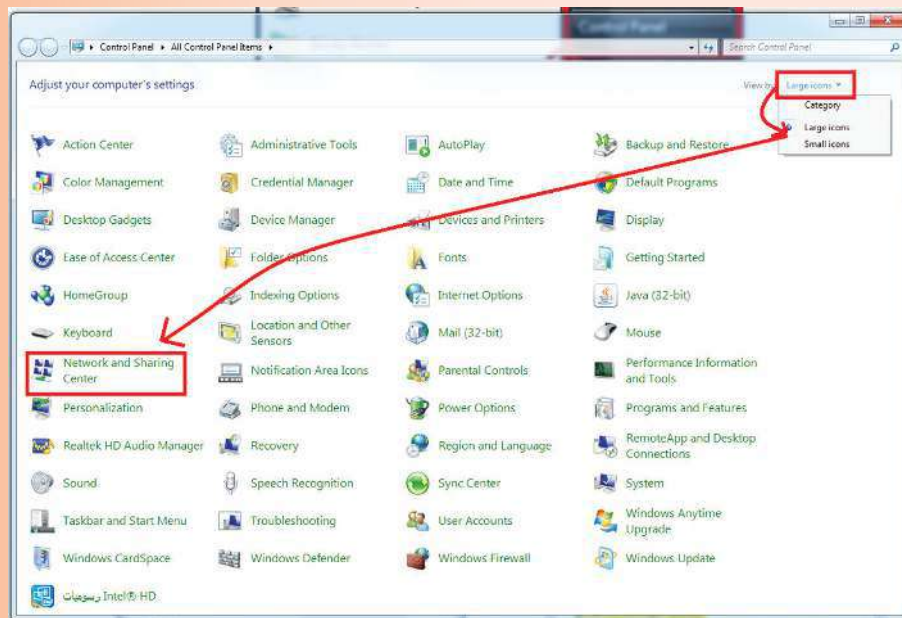 Control Panel
Control Panel ▸ All Control Panel Items ▸
Search Control Panel
Adjust your computer's settings
View by: Large icons
Category
Large icons
Small icons
Action Center
Administrative Tools
AutoPlay
Backup and Restore
Color Management
Credential Manager
Date and Time
Default Programs
Desktop Gadgets
Device Manager
Devices and Printers
Display
Ease of Access Center
Folder Options
Fonts
Getting Started
HomeGroup
Indexing Options
Internet Options
Java (32-bit)
Keyboard
Location and Other
Sensors
Mail (32-bit)
Mouse
Network and Sharing
Center
Notification Area Icons
Parental Controls
Performance Information
and Tools
Personalization
Phone and Modem
Power Options
Programs and Features
Realtek HD Audio Manager
Recovery
Region and Language
RemoteApp and Desktop
Connections
Sound
Speech Recognition
Sync Center
System
Taskbar and Start Menu
Troubleshooting
User Accounts
Windows Anytime
Upgrade
Windows CardSpace
Windows Defender
Windows Firewall
Windows Update
رسوميات Intel® HD